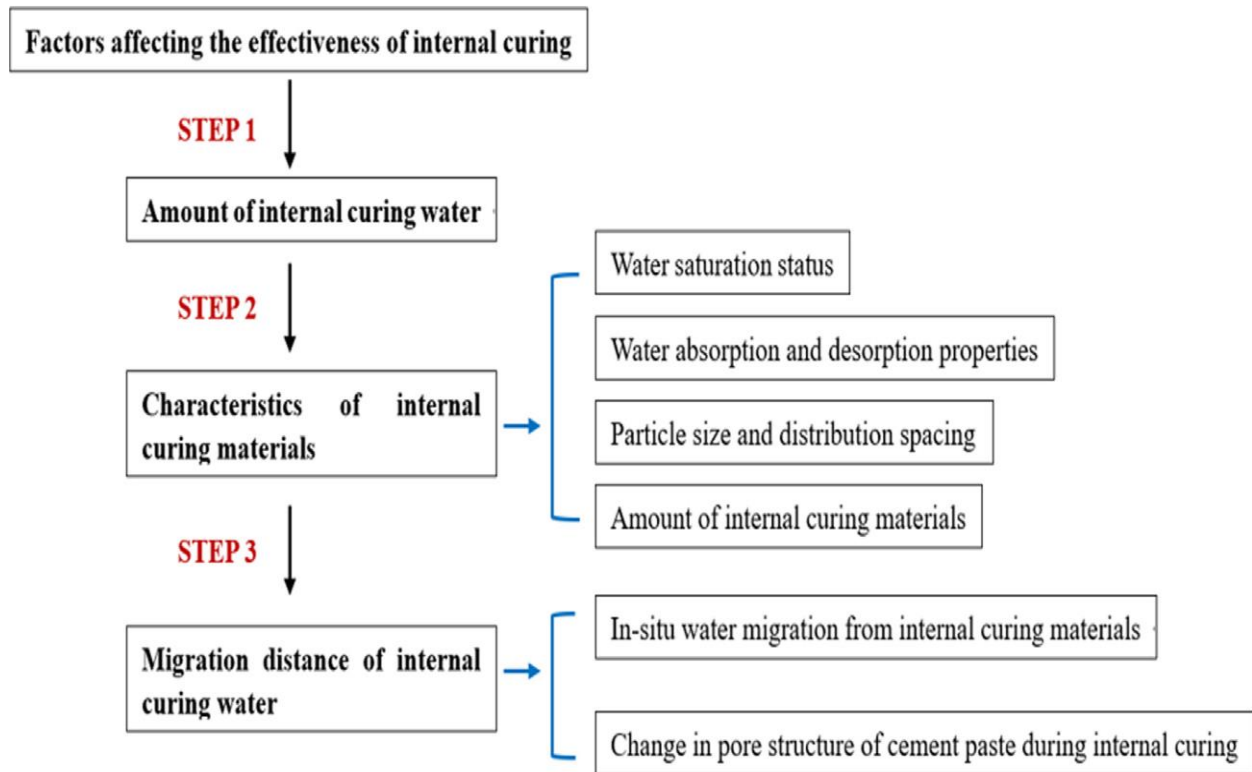 Factors affecting the effectiveness of internal curing
STEP 1
Amount of internal curing water
STEP 2
Characteristics of internal
curing materials
Water saturation status
Water absorption and desorption properties
Particle size and distribution spacing
Amount of internal curing materials
STEP 3
Migration distance of internal
curing water
In-situ water migration from internal curing materials
Change in pore structure of cement paste during internal curing